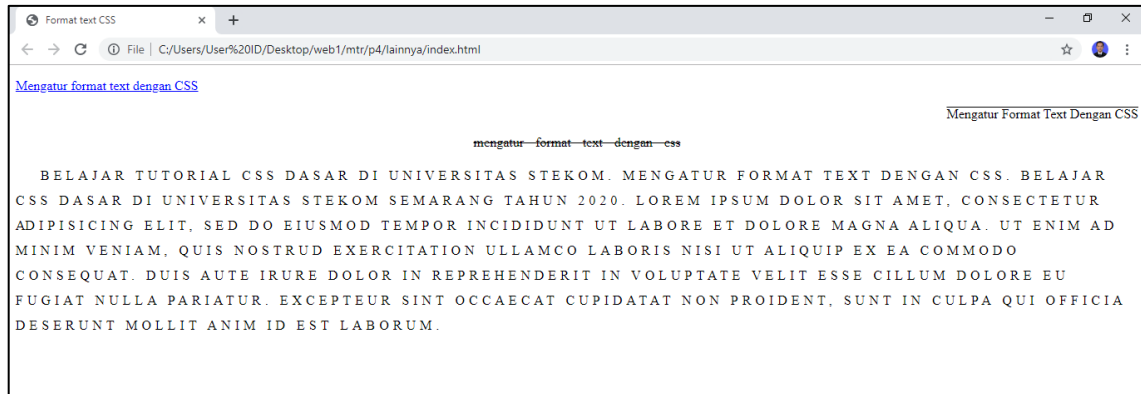 Format text CSS
File | C:/Users/User%20ID/Desktop/web1/mtr/p4/lainnya/index.html
Mengatur format text dengan CSS
Mengatur Format Text Dengan CSS
mengatur format text dengan css
BELAJAR TUTORIAL CSS DASAR DI UNIVERSITAS STEKOM. MENGATUR FORMAT TEXT DENGAN CSS. BELAJAR
CSS DASAR DI UNIVERSITAS STEKOM SEMARANG TAHUN 2020. LOREM IPSUM DOLOR SIT AMET, CONSECTETUR
ADIPISICING ELIT, SED DO EIUSMOD TEMPOR INCIDIDUNT UT LABORE ET DOLORE MAGNA ALIQUA. UT ENIM AD
MINIM VENIAM, QUIS NOSTRUD EXERCITATION ULLAMCO LABORIS NISI UT ALIQUIP EX EA COMMODO
CONSEQUAT. DUIS AUTE IRURE DOLOR IN REPREHENDERIT IN VOLUPTATE VELIT ESSE CILLUM DOLORE EU
FUGIAT NULLA PARIATUR. EXCEPTEUR SINT OCCAECAT CUPIDATAT NON PROIDENT, SUNT IN CULPA QUI OFFICIA
DESERUNT MOLLIT ANIM ID EST LABORUM.